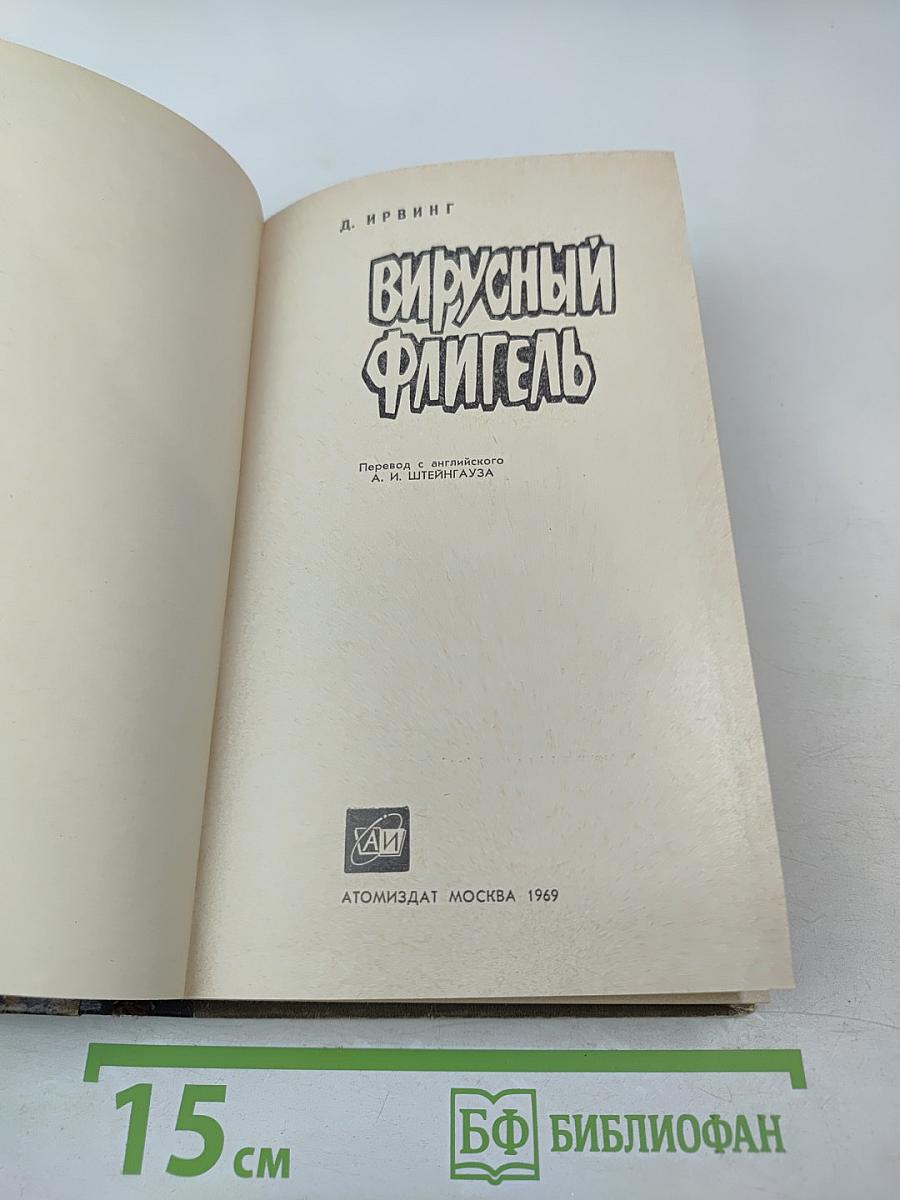 Д. ИРВИНГ
ВИРУСНЫЙ
ФЛИГЕЛЬ
Перевод с английского
А. И. ШТЕЙНГАУЗА
АИ
АТОМИЗДАТ МОСКВА 1969
15 см
БФ БИБЛИОФАН